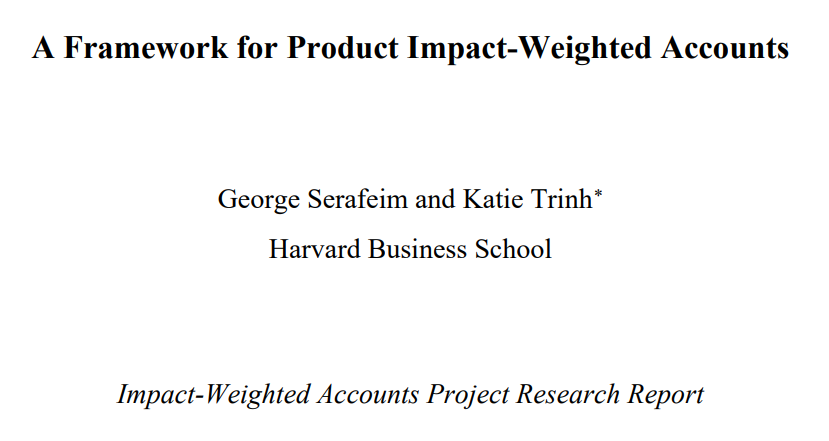 A Framework for Product Impact-Weighted Accounts
George Serafeim and Katie Trinh*
Harvard Business School
Impact-Weighted Accounts Project Research Report